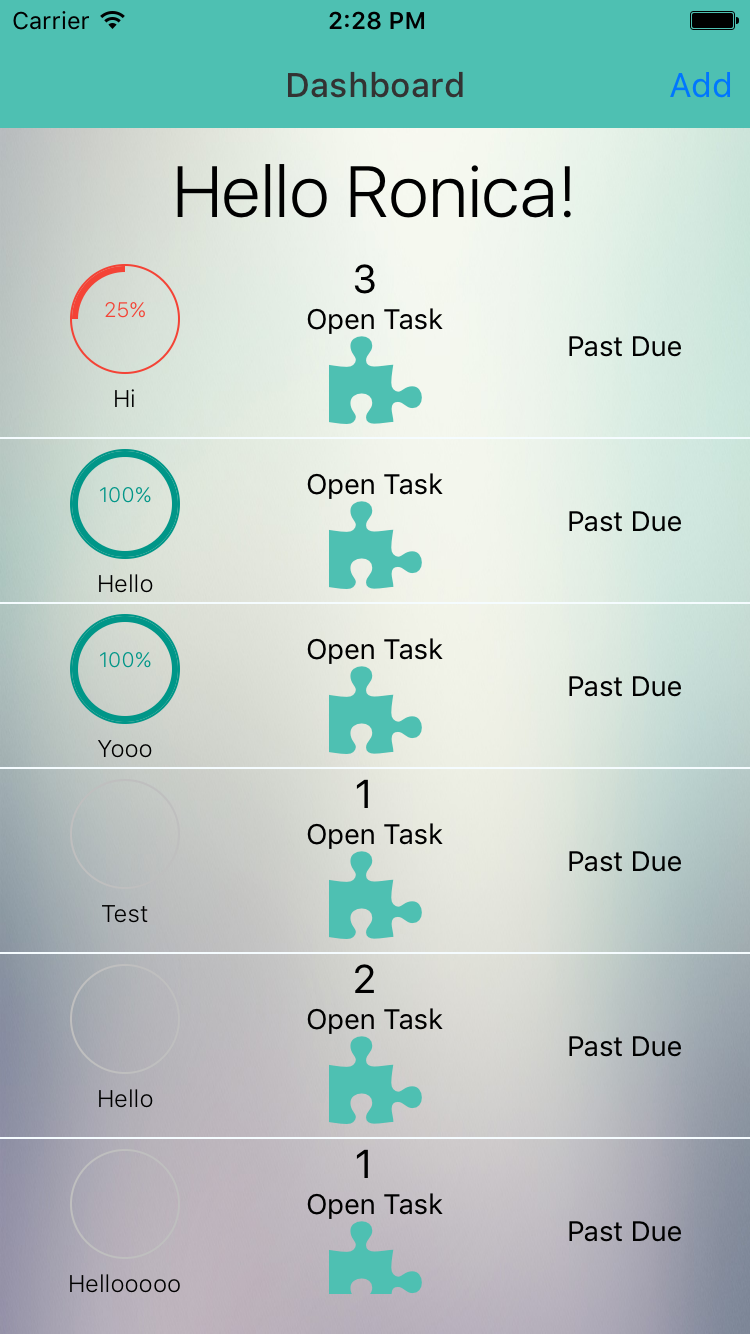 Carrier 2:28 PM
Dashboard Add
Hello Ronica!
3
25% Open Task Past Due
Hi
100% Open Task Past Due
Hello
100% Open Task Past Due
Yooo
1
Open Task Past Due
Test
2
Open Task Past Due
Hello
1
Open Task Past Due
Hellooooo